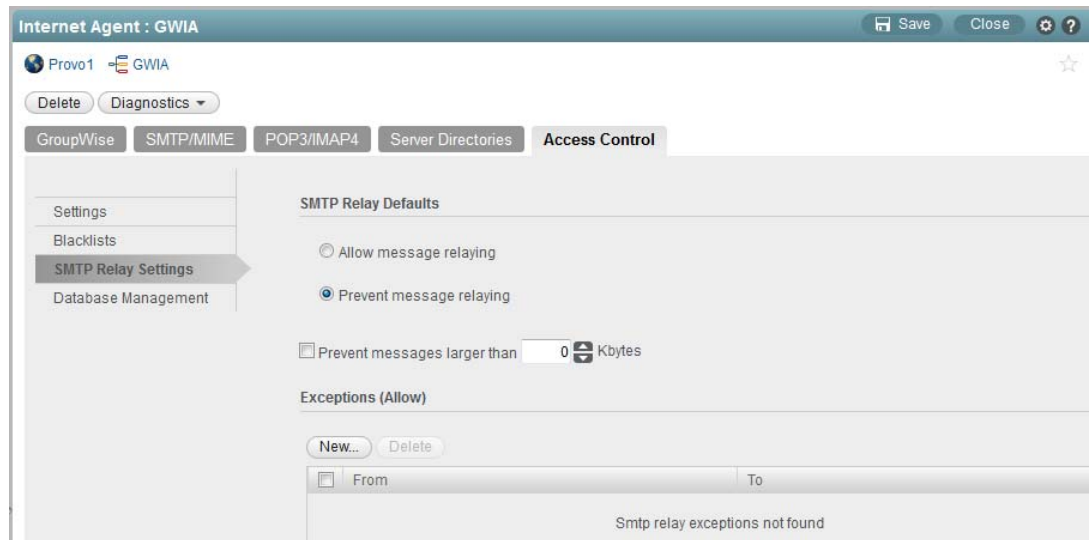 Internet Agent : GWIA Save Close
Provo1 GWIA
Delete Diagnostics
GroupWise SMTP/MIME POP3/IMAP4 Server Directories Access Control
Settings
Blacklists
SMTP Relay Settings
Database Management
SMTP Relay Defaults
Allow message relaying
Prevent message relaying
Prevent messages larger than 0 Kbytes
Exceptions (Allow)
New... Delete
From To
Smtp relay exceptions not found